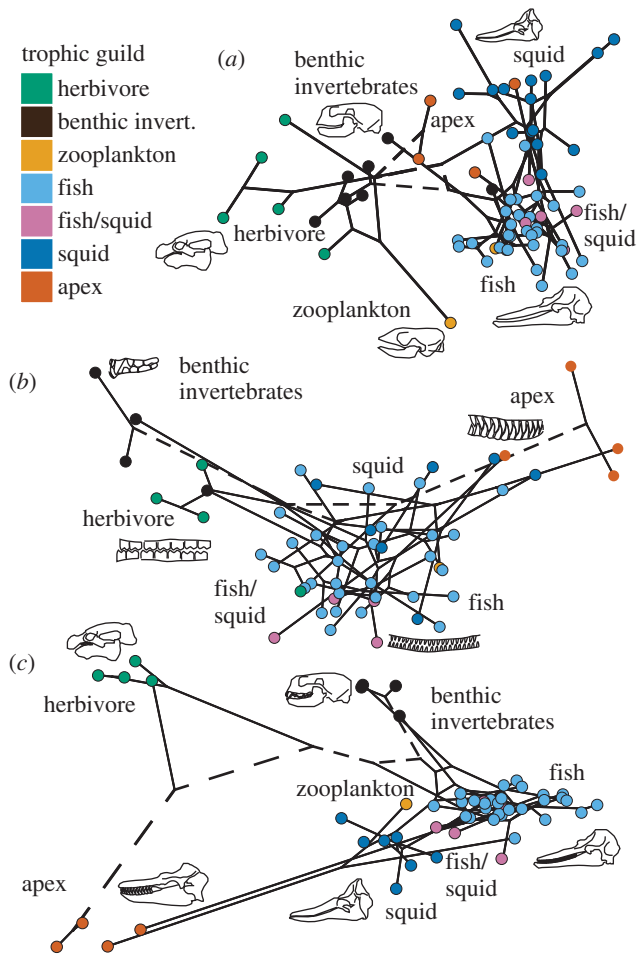 trophic guild
herbivore
benthic invert.
zooplankton
fish
fish/squid
squid
apex
(a)
benthic
invertebrates
squid
apex
herbivore
fish/
squid
fish
zooplankton
(b)
benthic
invertebrates
apex
squid
herbivore
fish/
squid
fish
(c)
herbivore
benthic
invertebrates
zooplankton
fish
apex
fish/
squid
squid